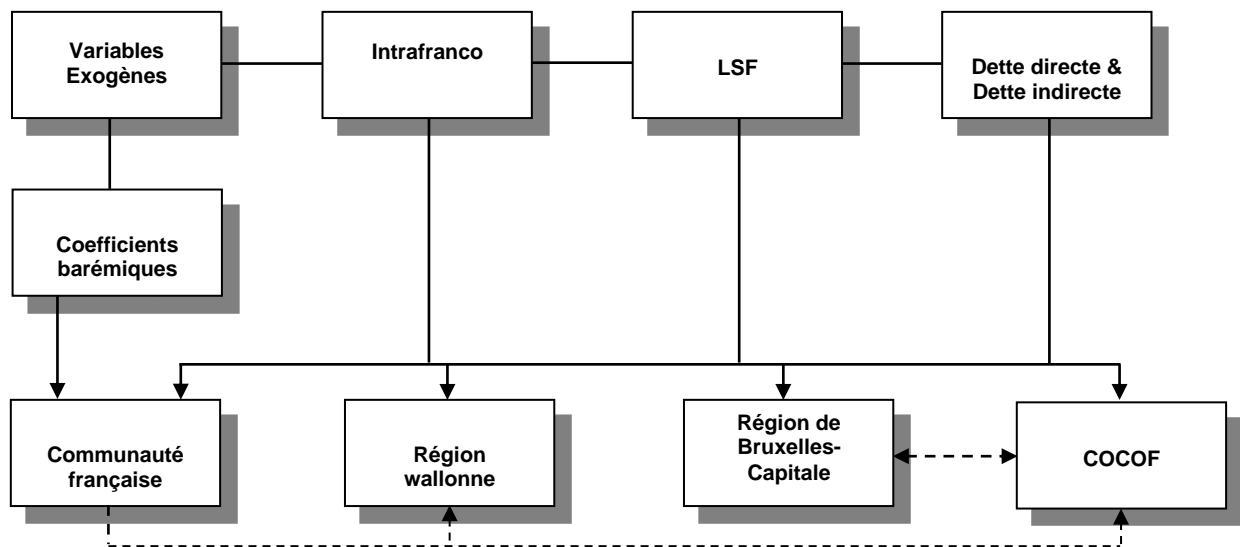 Variables
Exogènes
Intrafranco
LSF
Dette directe &
Dette indirecte
Coefficients
barémiques
Communauté
française
Région
wallonne
Région de
Bruxelles-
Capitale
COCOF